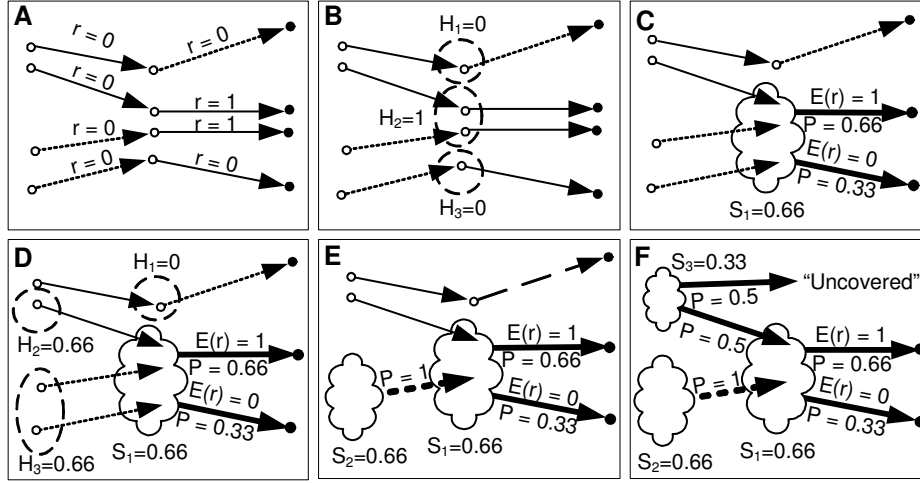 A
r = 0
r = 0
r = 0
r = 1
r = 0
r = 1
r = 0
r = 0
B
H1=0
H2=1
H3=0
C
E(r) = 1
P = 0.66
E(r) = 0
P = 0.33
S1=0.66
D
H1=0
H2=0.66
E(r) = 1
P = 0.66
E(r) = 0
P = 0.33
H3=0.66
S1=0.66
E
E(r) = 1
P = 0.66
P = 1
E(r) = 0
P = 0.33
S2=0.66
S1=0.66
F
S3=0.33
P = 0.5
“Uncovered”
P = 0.5
E(r) = 1
P = 0.66
P = 1
E(r) = 0
P = 0.33
S2=0.66
S1=0.66